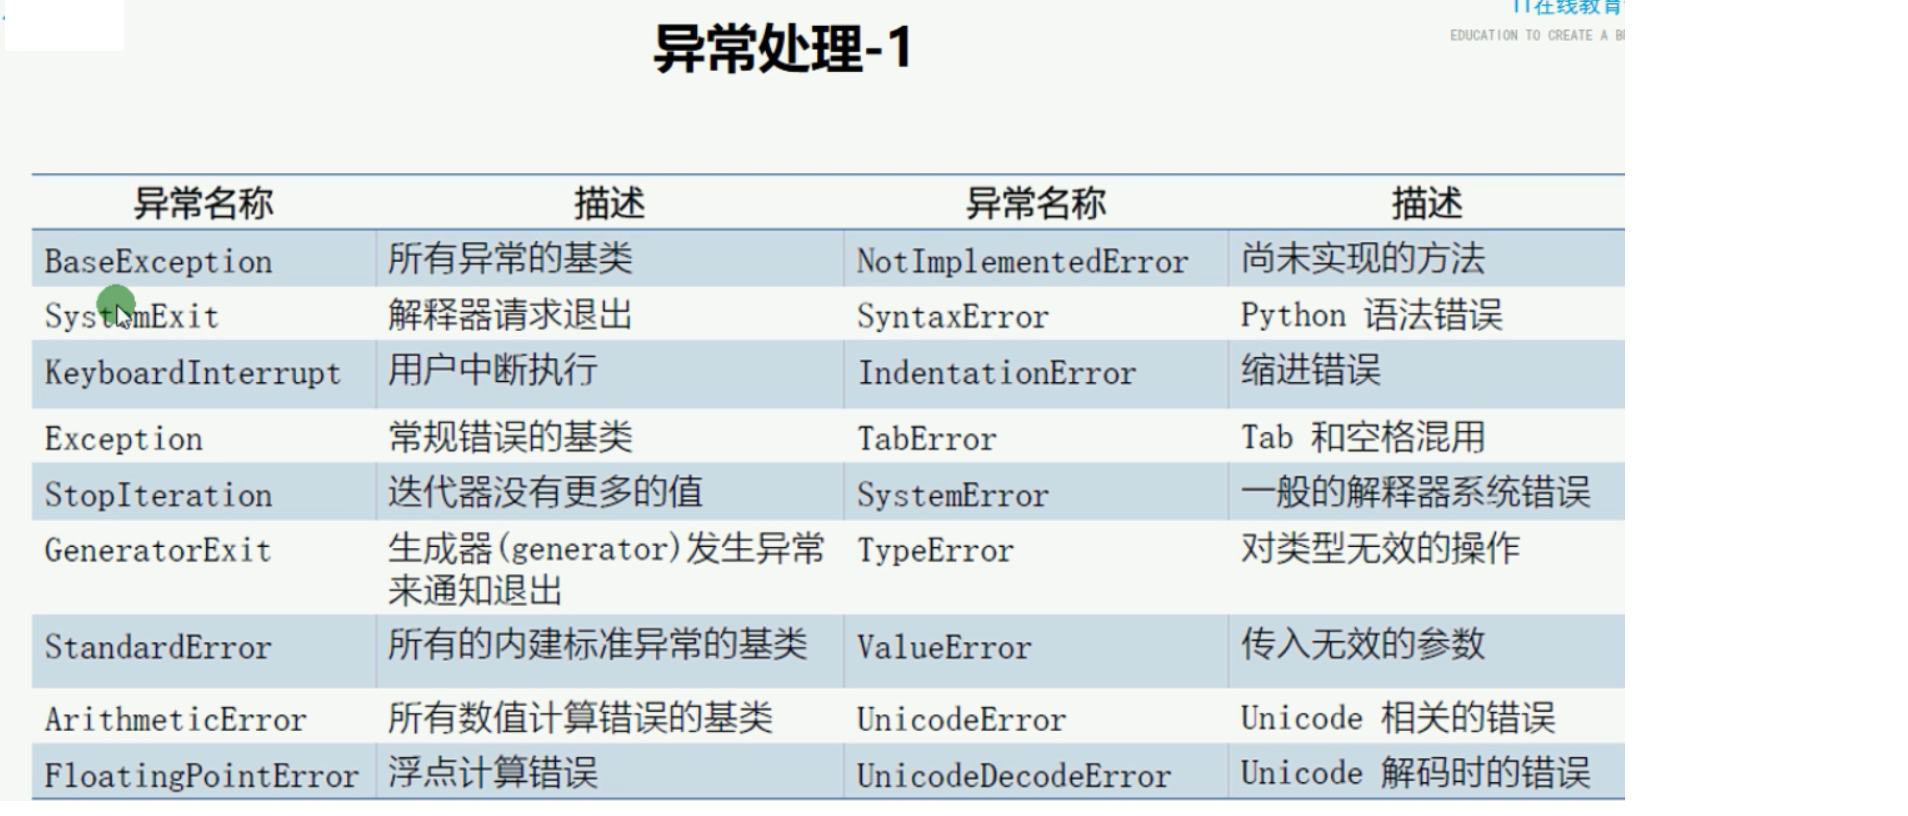 IT在线教育
EDUCATION TO CREATE A
异常处理-1
异常名称 描述 异常名称 描述
BaseException 所有异常的基类 NotImplementedError 尚未实现的方法
SystemExit 解释器请求退出 SyntaxError Python 语法错误
KeyboardInterrupt 用户中断执行 IndentationError 缩进错误
Exception 常规错误的基类 TabError Tab 和空格混用
StopIteration 迭代器没有更多的值 SystemError 一般的解释器系统错误
GeneratorExit 生成器(generator)发生异常 TypeError 对类型无效的操作
来通知退出
StandardError 所有的内建标准异常的基类 ValueError 传入无效的参数
ArithmeticError 所有数值计算错误的基类 UnicodeError Unicode 相关的错误
FloatingPointError 浮点计算错误 UnicodeDecodeError Unicode 解码时的错误